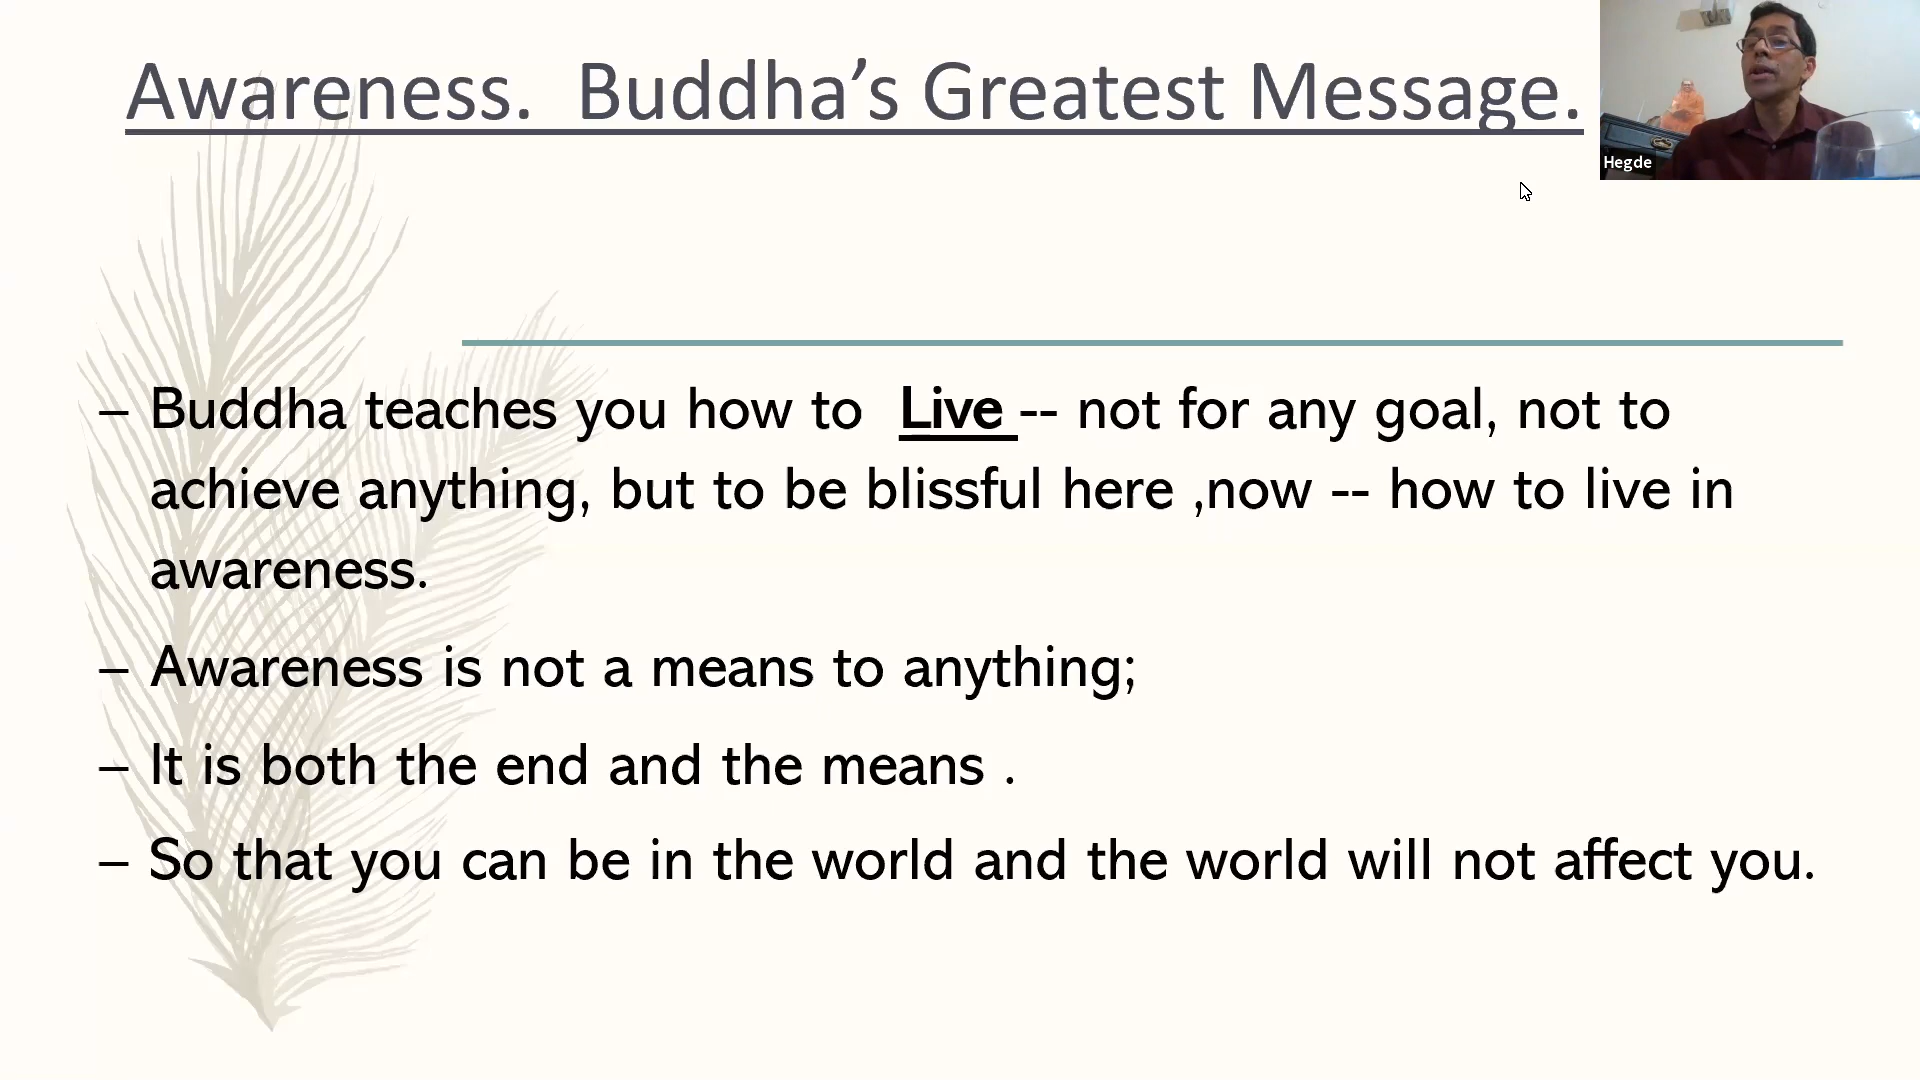 Awareness.  Buddha’s Greatest Message.
Hegde
– Buddha teaches you how to  Live -- not for any goal, not to
achieve anything, but to be blissful here ,now -- how to live in
awareness.
– Awareness is not a means to anything;
– It is both the end and the means .
– So that you can be in the world and the world will not affect you.